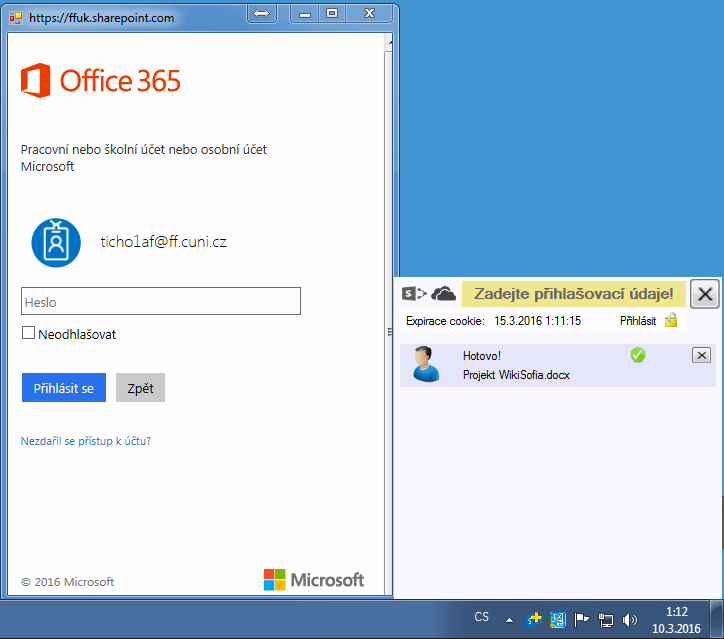 https://ffuk.sharepoint.com
Office 365
Pracovní nebo školní účet nebo osobní účet
Microsoft
ticho1af@ff.cuni.cz
Heslo
Neodhlašovat
Přihlásit se
Zpět
Nezdařil se přístup k účtu?
© 2016 Microsoft
Microsoft
Zadejte přihlašovací údaje!
Expirace cookie: 15.3.2016 1:11:15 Přihlásit
Hotovo!
Projekt WikiSofia.docx
CS
1:12
10.3.2016